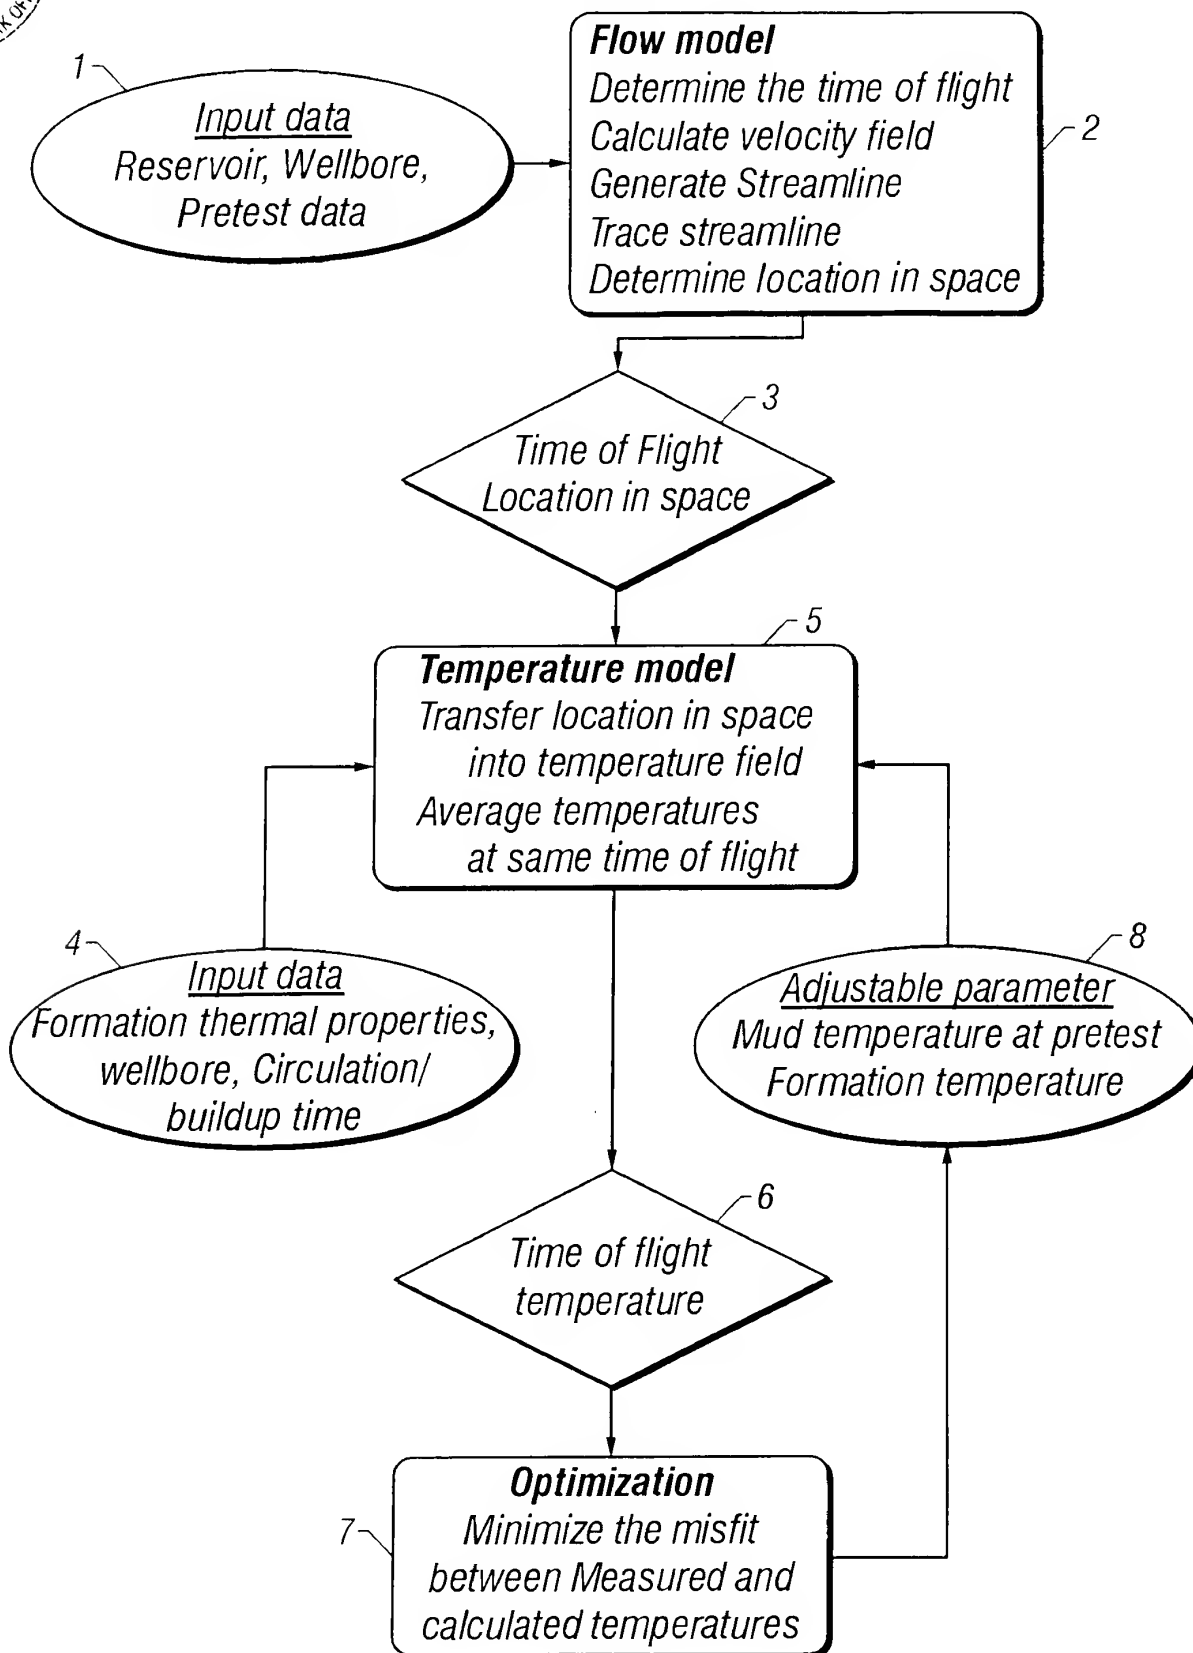 1
Input data
Reservoir, Wellbore,
Pretest data
Flow model
Determine the time of flight
Calculate velocity field
Generate Streamline
Trace streamline
Determine location in space
2
3
Time of Flight
Location in space
5
Temperature model
Transfer location in space
into temperature field
Average temperatures
at same time of flight
4
Input data
Formation thermal properties,
wellbore, Circulation/
buildup time
8
Adjustable parameter
Mud temperature at pretest
Formation temperature
6
Time of flight
temperature
7
Optimization
Minimize the misfit
between Measured and
calculated temperatures